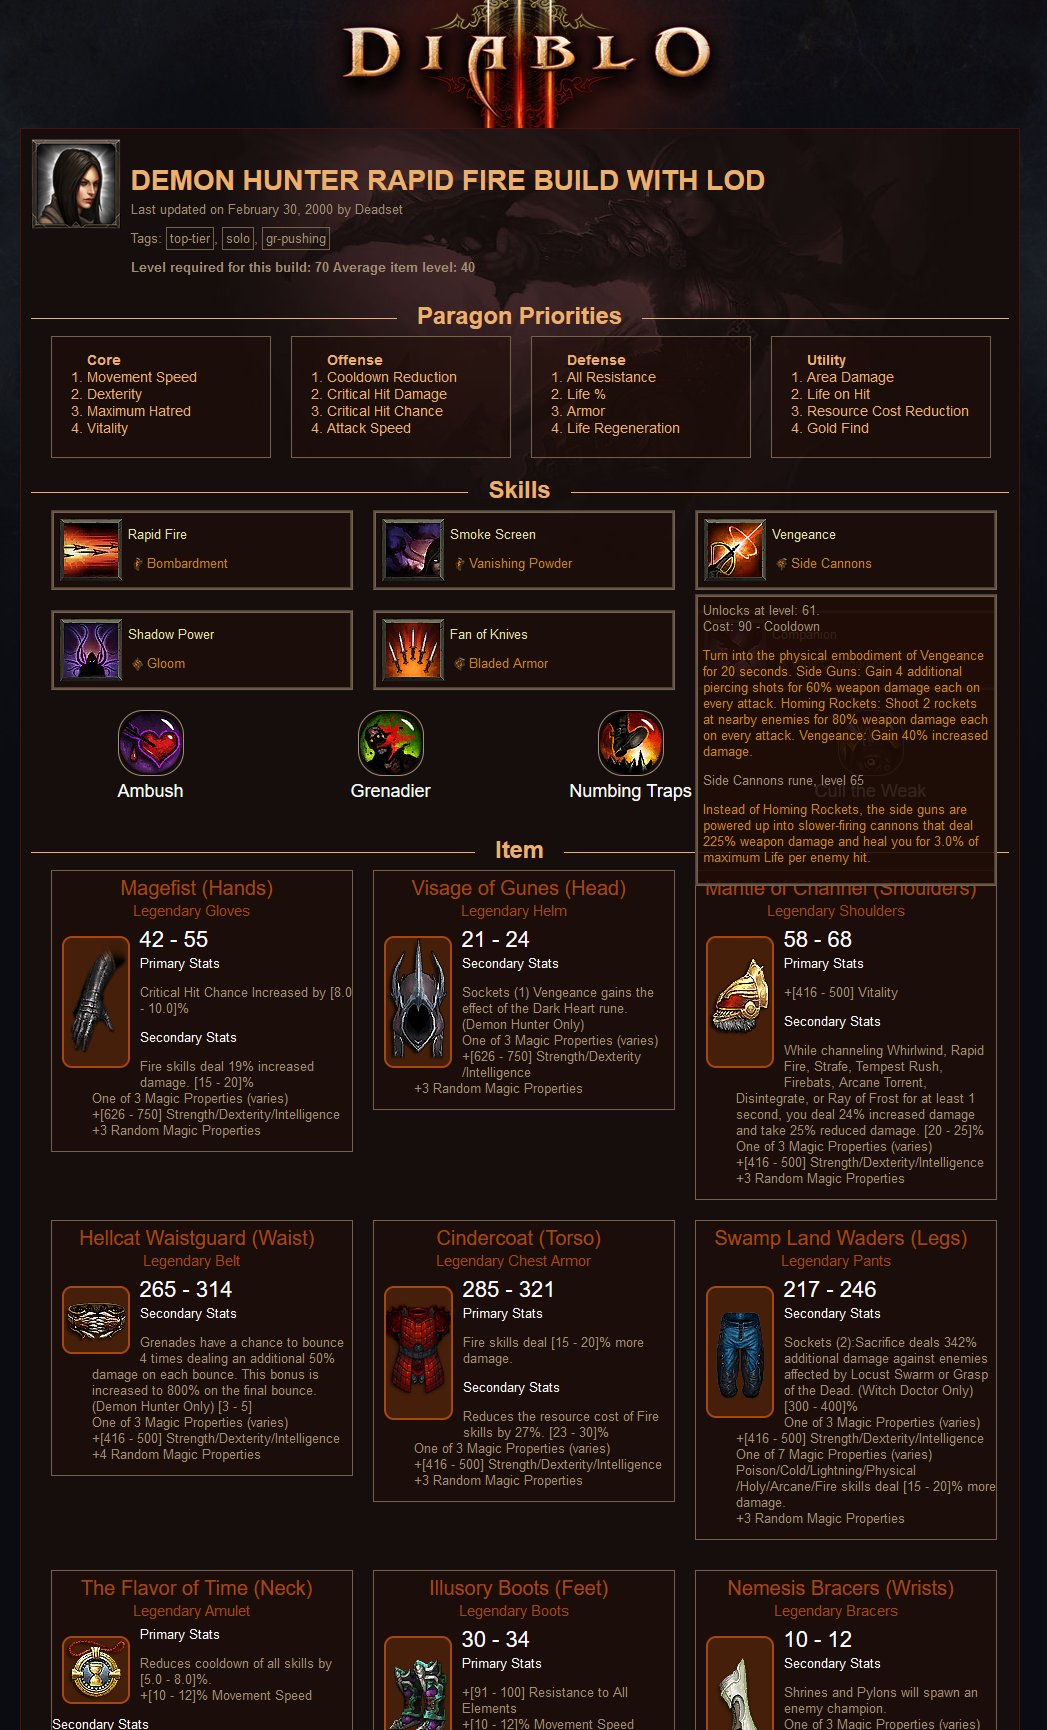 DIABLO
DEMON HUNTER RAPID FIRE BUILD WITH LOD
Last updated on February 30, 2000 by Deadset
Tags: top-tier, solo, gr-pushing
Level required for this build: 70 Average item level: 40
Paragon Priorities
Core
1. Movement Speed
2. Dexterity
3. Maximum Hatred
4. Vitality
Offense
1. Cooldown Reduction
2. Critical Hit Damage
3. Critical Hit Chance
4. Attack Speed
Defense
1. All Resistance
2. Life %
3. Armor
4. Life Regeneration
Utility
1. Area Damage
2. Life on Hit
3. Resource Cost Reduction
4. Gold Find
Skills
Rapid Fire
Bombardment
Smoke Screen
Vanishing Powder
Vengeance
Side Cannons
Shadow Power
Gloom
Fan of Knives
Bladed Armor
Companion
Unlocks at level: 61.
Cost: 90 - Cooldown
Turn into the physical embodiment of Vengeance
for 20 seconds. Side Guns: Gain 4 additional
piercing shots for 60% weapon damage each on
every attack. Homing Rockets: Shoot 2 rockets
at nearby enemies for 80% weapon damage each
on every attack. Vengeance: Gain 40% increased
damage.
Side Cannons rune, level 65
Instead of Homing Rockets, the side guns are
powered up into slower-firing cannons that deal
225% weapon damage and heal you for 3.0% of
maximum Life per enemy hit.
Ambush
Grenadier
Numbing Traps
Cull the Weak
Item
Magefist (Hands)
Legendary Gloves
42 - 55
Primary Stats
Critical Hit Chance Increased by [8.0
- 10.0]%
Secondary Stats
Fire skills deal 19% increased
damage. [15 - 20]%
One of 3 Magic Properties (varies)
+[626 - 750] Strength/Dexterity/Intelligence
+3 Random Magic Properties
Visage of Gunes (Head)
Legendary Helm
21 - 24
Secondary Stats
Sockets (1) Vengeance gains the
effect of the Dark Heart rune.
(Demon Hunter Only)
One of 3 Magic Properties (varies)
+[626 - 750] Strength/Dexterity
/Intelligence
+3 Random Magic Properties
Mantle of Channel (Shoulders)
Legendary Shoulders
58 - 68
Primary Stats
+[416 - 500] Vitality
Secondary Stats
While channeling Whirlwind, Rapid
Fire, Strafe, Tempest Rush,
Firebats, Arcane Torrent,
Disintegrate, or Ray of Frost for at least 1
second, you deal 24% increased damage
and take 25% reduced damage. [20 - 25]%
One of 3 Magic Properties (varies)
+[416 - 500] Strength/Dexterity/Intelligence
+3 Random Magic Properties
Hellcat Waistguard (Waist)
Legendary Belt
265 - 314
Secondary Stats
Grenades have a chance to bounce
4 times dealing an additional 50%
damage on each bounce. This bonus is
increased to 800% on the final bounce.
(Demon Hunter Only) [3 - 5]
One of 3 Magic Properties (varies)
+[416 - 500] Strength/Dexterity/Intelligence
+4 Random Magic Properties
Cindercoat (Torso)
Legendary Chest Armor
285 - 321
Primary Stats
Fire skills deal [15 - 20]% more
damage.
Secondary Stats
Reduces the resource cost of Fire
skills by 27%. [23 - 30]%
One of 3 Magic Properties (varies)
+[416 - 500] Strength/Dexterity/Intelligence
+3 Random Magic Properties
Swamp Land Waders (Legs)
Legendary Pants
217 - 246
Secondary Stats
Sockets (2):Sacrifice deals 342%
additional damage against enemies
affected by Locust Swarm or Grasp
of the Dead. (Witch Doctor Only)
[300 - 400]%
One of 3 Magic Properties (varies)
+[416 - 500] Strength/Dexterity/Intelligence
One of 7 Magic Properties (varies)
Poison/Cold/Lightning/Physical
/Holy/Arcane/Fire skills deal [15 - 20]% more
damage.
+3 Random Magic Properties
The Flavor of Time (Neck)
Legendary Amulet
Primary Stats
Reduces cooldown of all skills by
[5.0 - 8.0]%.
+[10 - 12]% Movement Speed
Secondary Stats
Illusory Boots (Feet)
Legendary Boots
30 - 34
Primary Stats
+[91 - 100] Resistance to All
Elements
+[10 - 12]% Movement Speed
Nemesis Bracers (Wrists)
Legendary Bracers
10 - 12
Secondary Stats
Shrines and Pylons will spawn an
enemy champion.
One of 3 Magic Properties (varies)